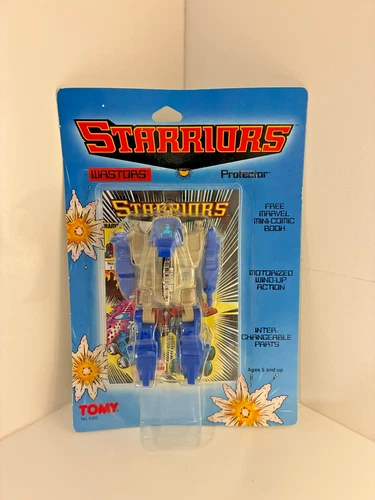 STARRIORS
WASTORS
Protector
STARRIORS
FREE
MARVEL
MINI-COMIC
BOOK
MOTORIZED
WIND-UP
ACTION
INTER-
CHANGEABLE
PARTS
Ages 5 and up
TOMY